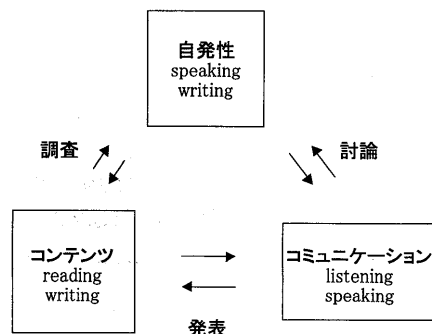 自発性
speaking
writing
調査
討論
コンテンツ
reading
writing
コミュニケーション
listening
speaking
発表